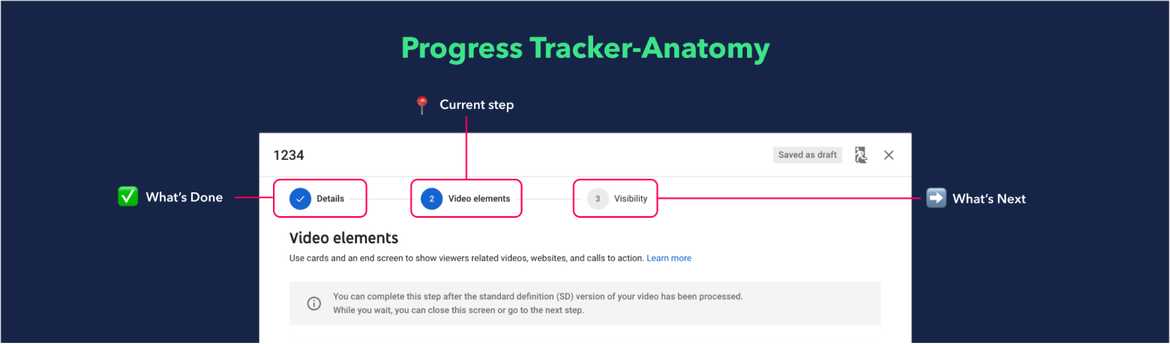 Progress Tracker-Anatomy
Current step
1234
Saved as draft
What's Done
Details
2
Video elements
3
Visibility
What's Next
Video elements
Use cards and an end screen to show viewers related videos, websites, and calls to action. Learn more
You can complete this step after the standard definition (SD) version of your video has been processed.
While you wait, you can close this screen or go to the next step.